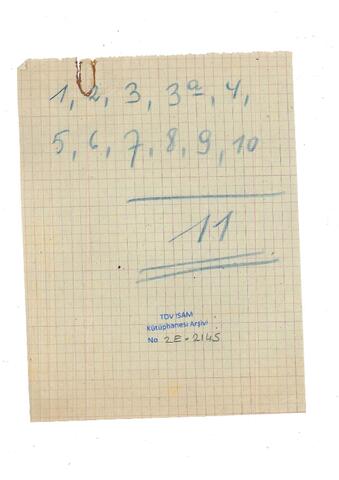 1, 2, 3, 3a, 4,
5, 6, 7, 8, 9, 10
11
TDV İSAM
Kütüphanesi Arşivi
No 2E-2145